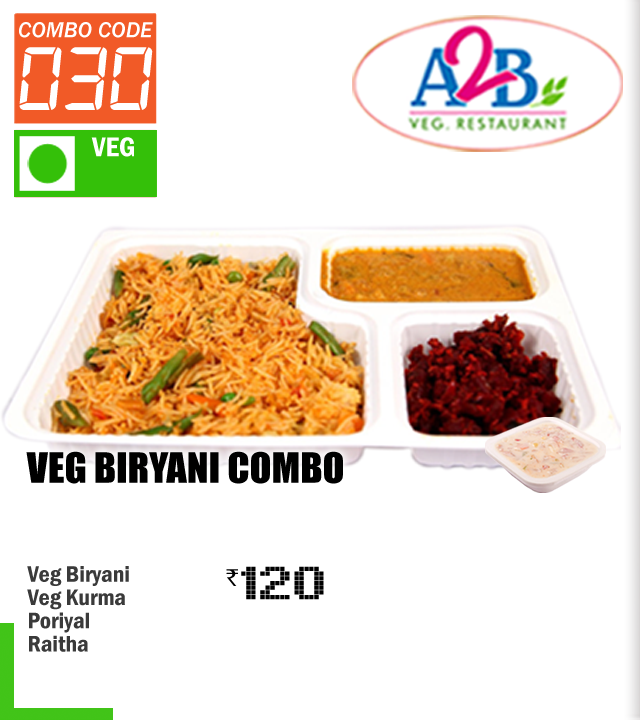 COMBO CODE
030
VEG
A2B
VEG. RESTAURANT
VEG BIRYANI COMBO
Veg Biryani
Veg Kurma
Poriyal
Raitha
₹120